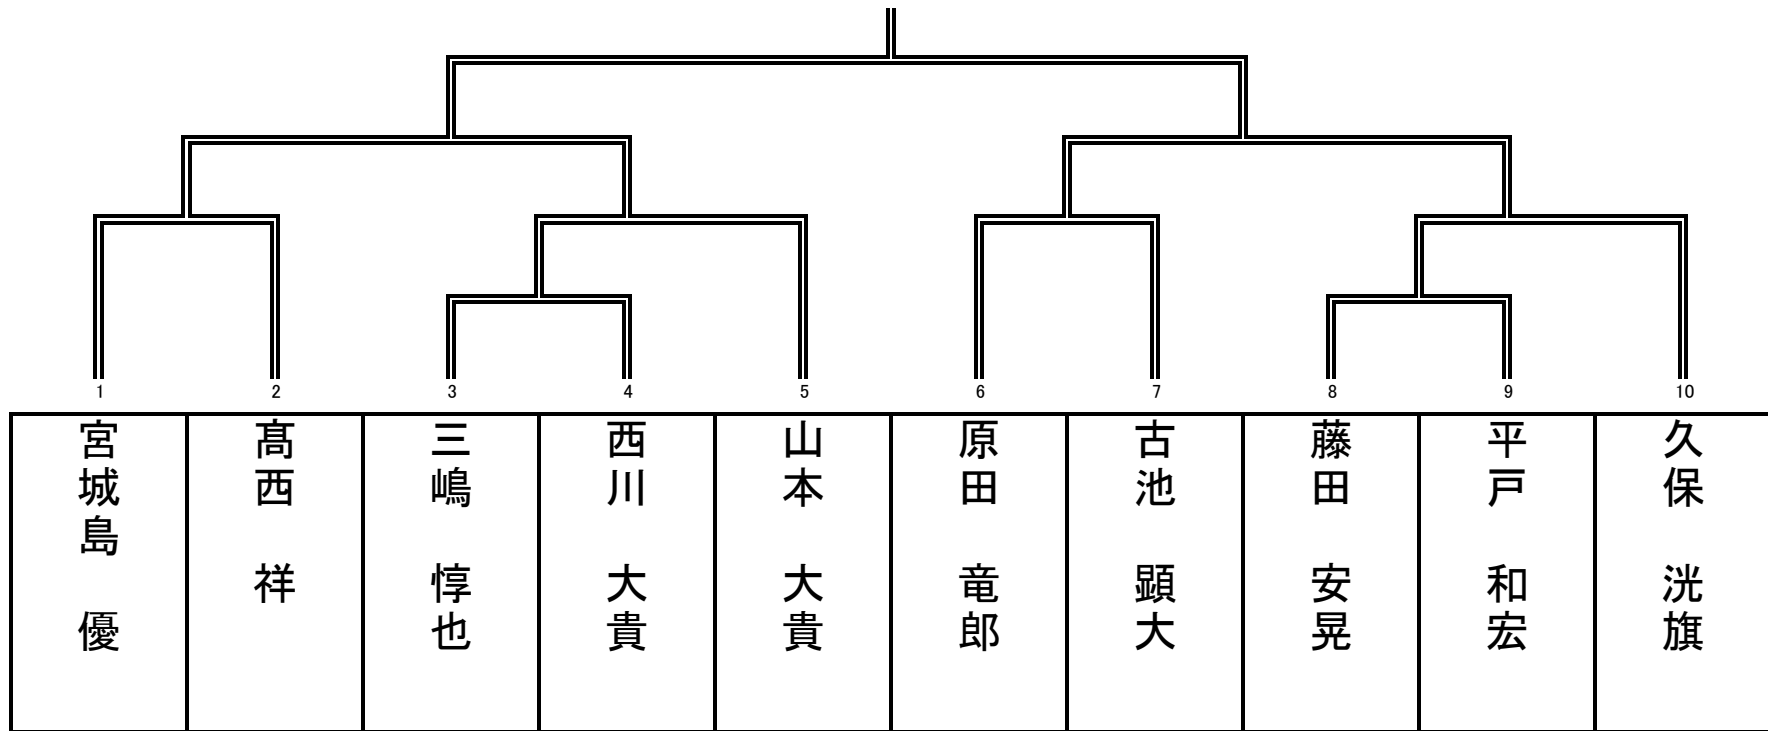 1
2
3
4
5
6
7
8
9
10
宮城島 優
髙西 祥
三嶋 惇也
西川 大貴
山本 大貴
原田 竜郎
古池 顕大
藤田 安晃
平戸 和宏
久保 洸旗